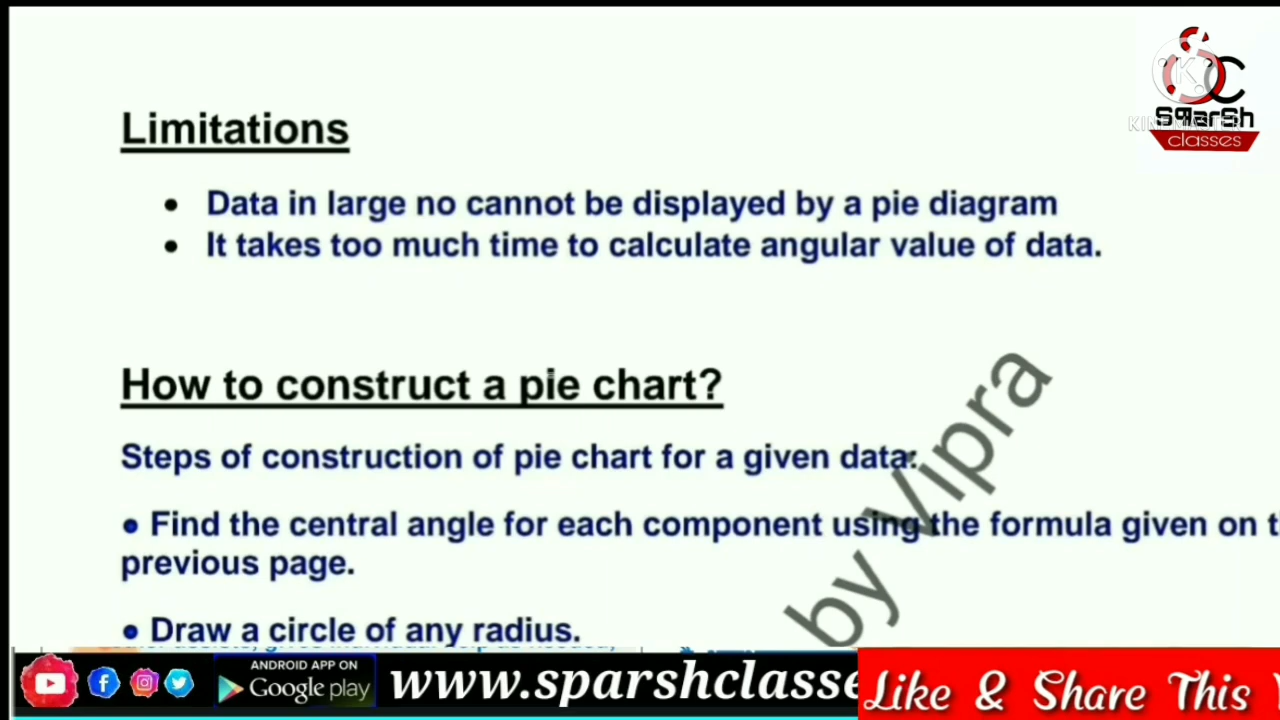 SparSh
classes
KINEMASTER
Limitations
• Data in large no cannot be displayed by a pie diagram
• It takes too much time to calculate angular value of data.
How to construct a pie chart?
Steps of construction of pie chart for a given data:
• Find the central angle for each component using the formula given on
previous page.
• Draw a circle of any radius.
by Vipra
ANDROID APP ON
Google play
www.sparshclasse
Like & Share This